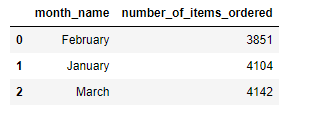 month_name number_of_items_ordered
0 February 3851
1 January 4104
2 March 4142